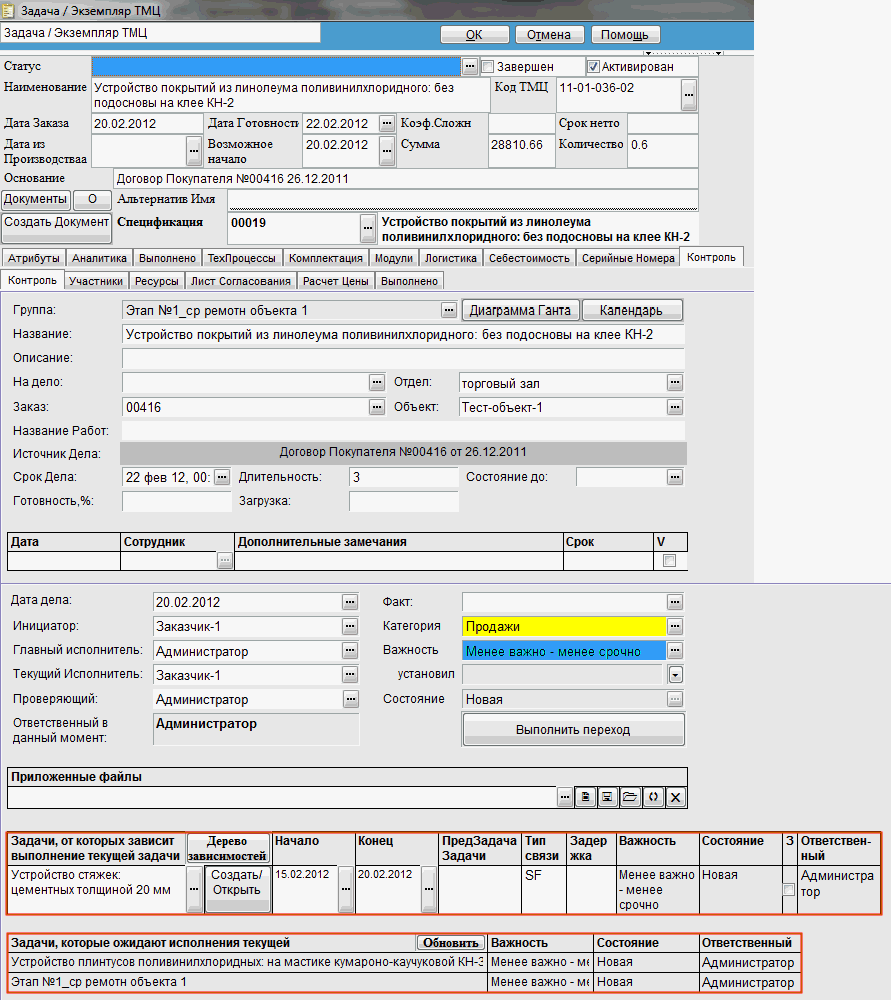 Задача / Экземпляр ТМЦ
Задача / Экземпляр ТМЦ
ОК Отмена Помощь
Статус ... Завершен Активирован
Наименование Устройство покрытий из линолеума поливинилхлоридного: без подосновы на клее КН-2 Код ТМЦ 11-01-036-02 ...
Дата Заказа 20.02.2012 Дата Готовности 22.02.2012 ... Коэф.Сложн Срок нетто
Дата из Производстваа ... Возможное начало 20.02.2012 ... Сумма 28810.66 Количество 0.6
Основание Договор Покупателя №00416 26.12.2011
Документы О Альтернатив Имя
Создать Документ Спецификация 00019 ... Устройство покрытий из линолеума
поливинилхлоридного: без подосновы на клее КН-2
Атрибуты Аналитика Выполнено ТехПроцессы Комплектация Модули Логистика Себестоимость Серийные Номера Контроль
Контроль Участники Ресурсы Лист Согласования Расчет Цены Выполнено
Группа: Этап №1_ср ремотн объекта 1 ... Диаграмма Ганта Календарь
Название: Устройство покрытий из линолеума поливинилхлоридного: без подосновы на клее КН-2
Описание:
На дело: ... Отдел: торговый зал ...
Заказ: 00416 ... Объект: Тест-объект-1 ...
Название Работ:
Источник Дела: Договор Покупателя №00416 от 26.12.2011
Срок Дела: 22 фев 12, 00: ... Длительность: 3 Состояние до: ...
Готовность,%: Загрузка:
Дата Сотрудник Дополнительные замечания Срок V
...
Дата дела: 20.02.2012 ... Факт: ...
Инициатор: Заказчик-1 ... Категория Продажи ...
Главный исполнитель: Администратор ... Важность Менее важно - менее срочно ...
Текущий Исполнитель: Заказчик-1 ... установил
Проверяющий: Администратор ... Состояние Новая ...
Ответственный в данный момент: Администратор Выполнить переход
Приложенные файлы
...
Задачи, от которых зависит выполнение текущей задачи Дерево зависимостей Начало Конец ПредЗадача Задачи Тип связи Задер жка Важность Состояние З Ответствен-ный
Устройство стяжек: цементных толщиной 20 мм ... Создать/ Открыть 15.02.2012 ... 20.02.2012 ... SF Менее важно - менее срочно Новая Администра тор
Задачи, которые ожидают исполнения текущей Обновить Важность Состояние Ответственный
Устройство плинтусов поливинилхлоридных: на мастике кумароно-каучуковой КН-3 Менее важно - ме Новая Администратор
Этап №1_ср ремотн объекта 1 Менее важно - ме Новая Администратор